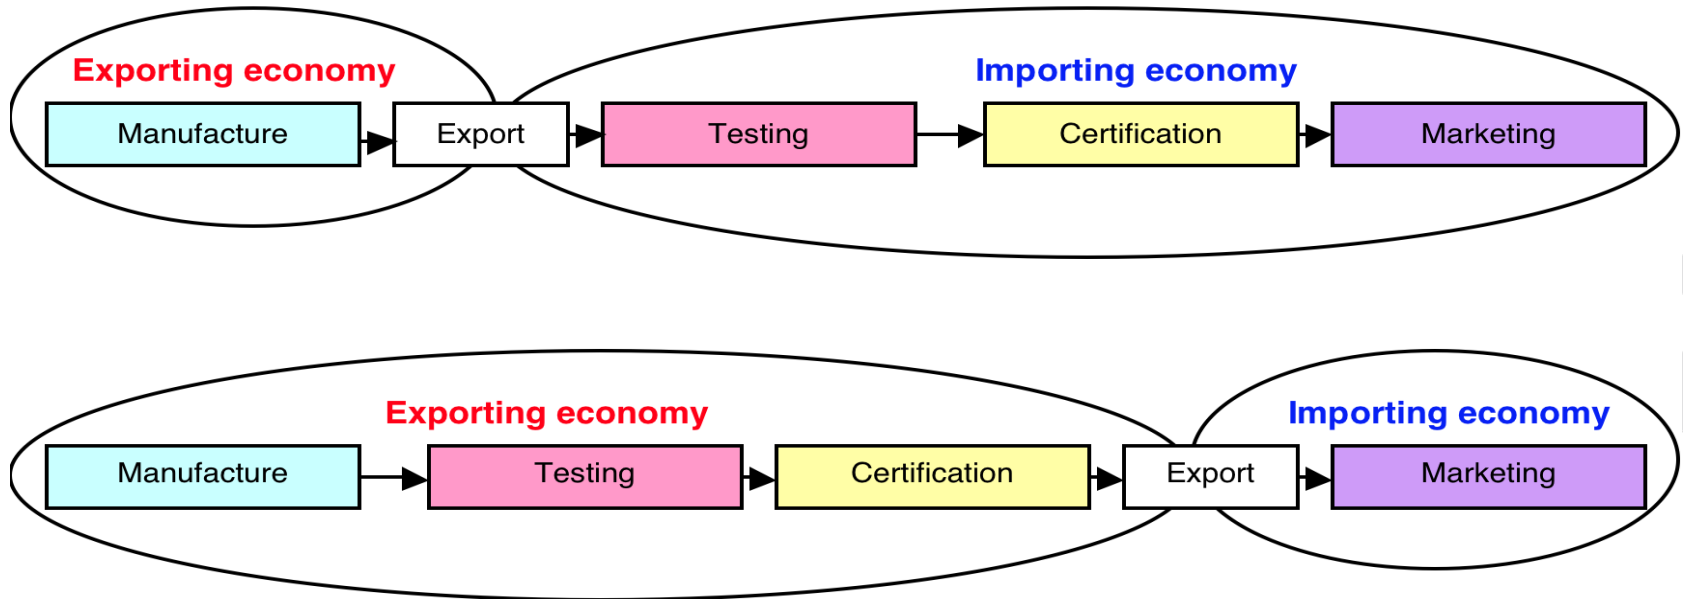 Exporting economy
Importing economy
Manufacture
Export
Testing
Certification
Marketing
Exporting economy
Importing economy
Manufacture
Testing
Certification
Export
Marketing